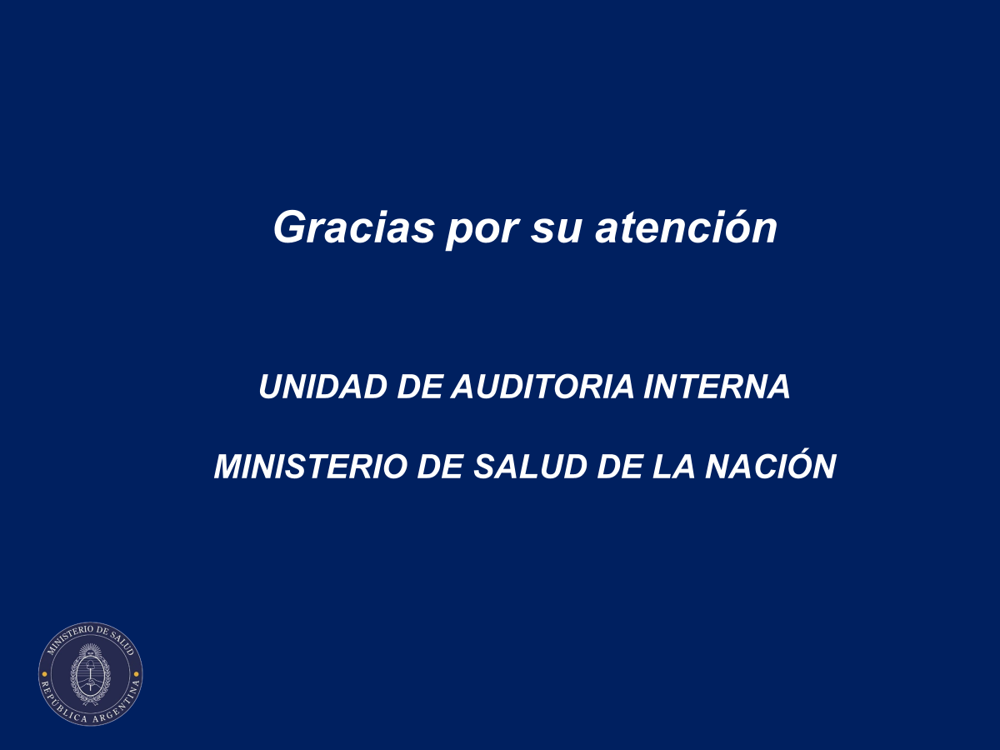 Gracias por su atención
UNIDAD DE AUDITORIA INTERNA
MINISTERIO DE SALUD DE LA NACIÓN
MINISTERIO DE SALUD
REPÚBLICA ARGENTINA